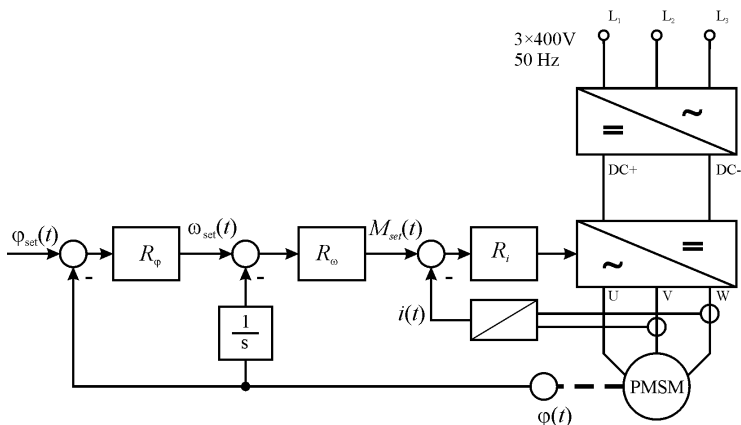 L₁ L₂ L₃
3×400V
50 Hz
= ~
DC+ DC-
φset(t) ωset(t) Mset(t)
Rφ Rω Ri
~ =
- - -
U V W
i(t)
1
s
PMSM
φ(t)